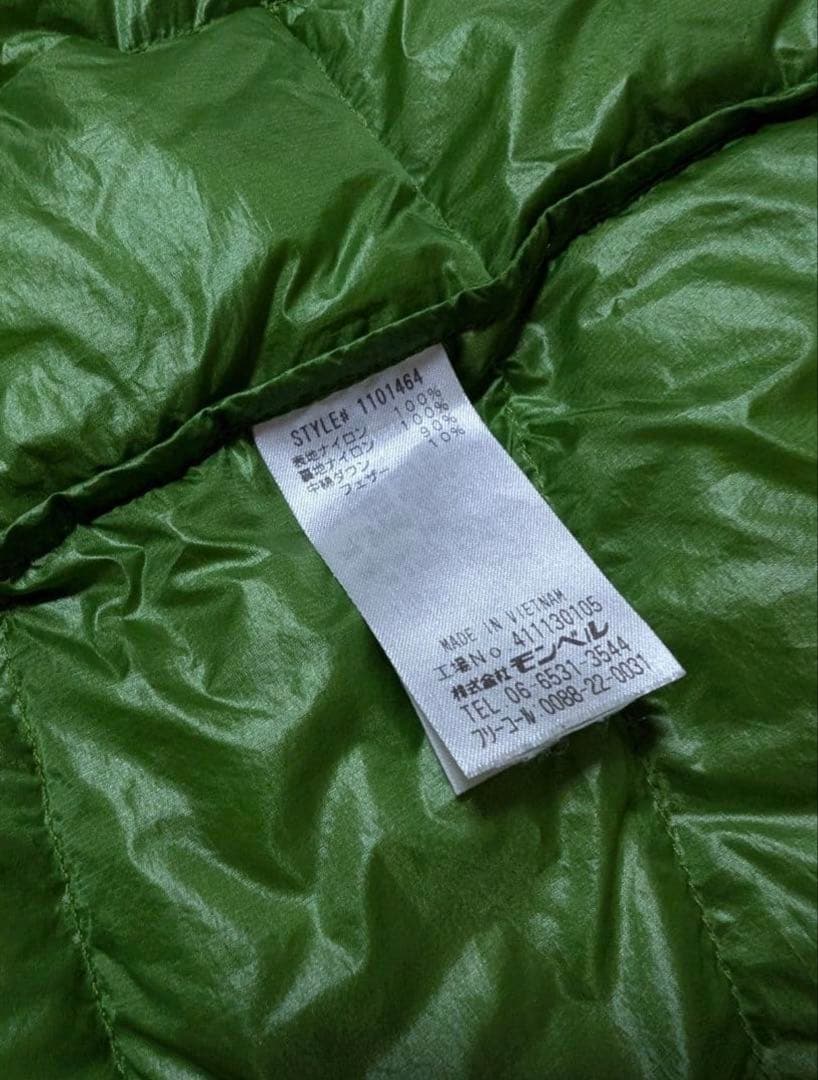 STYLE# 1101464
表地ナイロン 100%
裏地ナイロン 100%
中綿ダウン 90%
フェザー 10%
MADE IN VIETNAM
工場No 411130105
株式会社モンベル
TEL 06-6531-3544
フリーコール 0088-22-0031